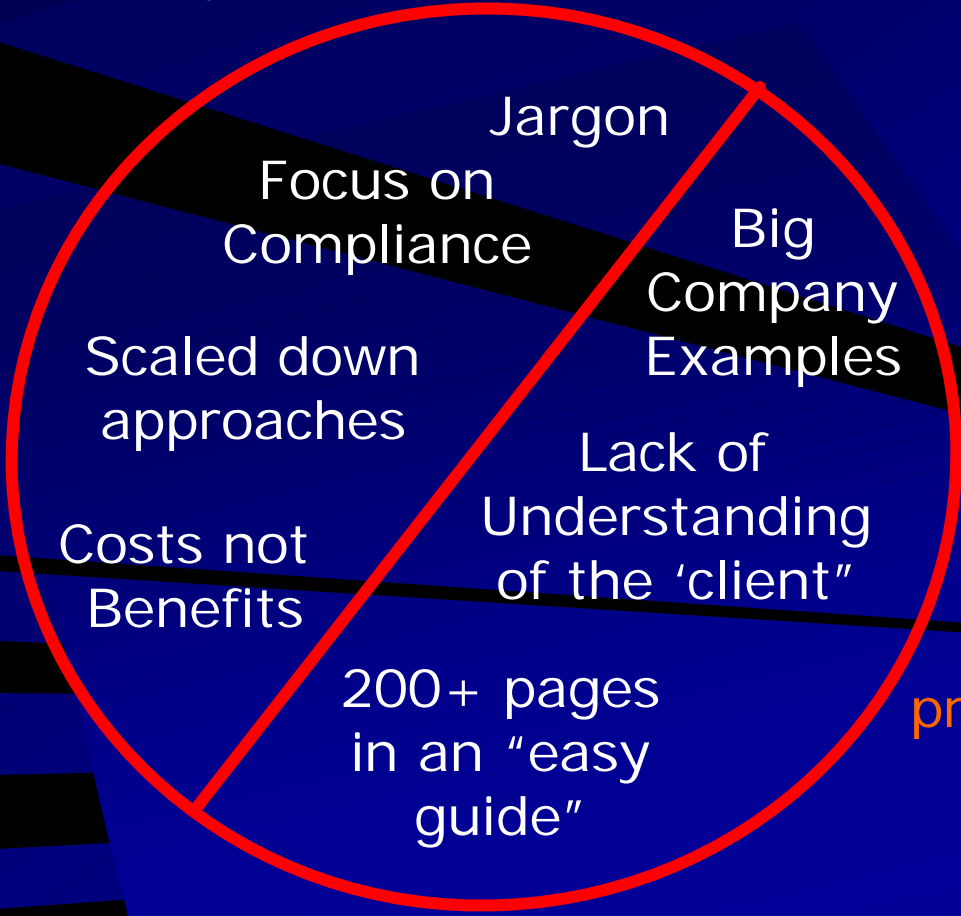 Jargon
Focus on
Compliance
Big
Company
Examples
Scaled down
approaches
Lack of
Understanding
of the ‘client”
Costs not
Benefits
200+ pages
in an “easy
guide”